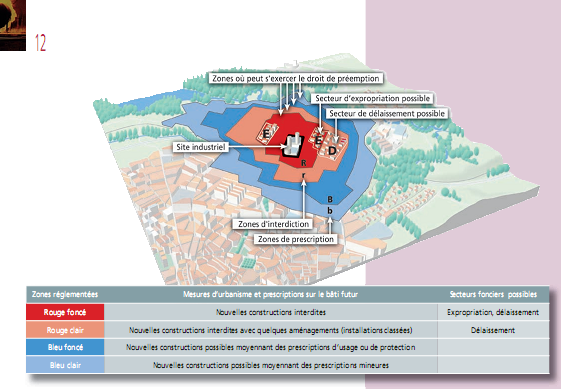 12
Zones où peut s'exercer le droit de préemption
Secteur d'expropriation possible
Secteur de délaissement possible
E
E
D
Site industriel
R
r
B
b
Zones d'interdiction
Zones de prescription
Zones réglementées Mesures d'urbanisme et prescriptions sur le bâti futur Secteurs fonciers possibles
Rouge foncé Nouvelles constructions interdites Expropriation, délaissement
Rouge clair Nouvelles constructions interdites avec quelques aménagements (installations classées) Délaissement
Bleu foncé Nouvelles constructions possibles moyennant des prescriptions d'usage ou de protection
Bleu clair Nouvelles constructions possibles moyennant des prescriptions mineures